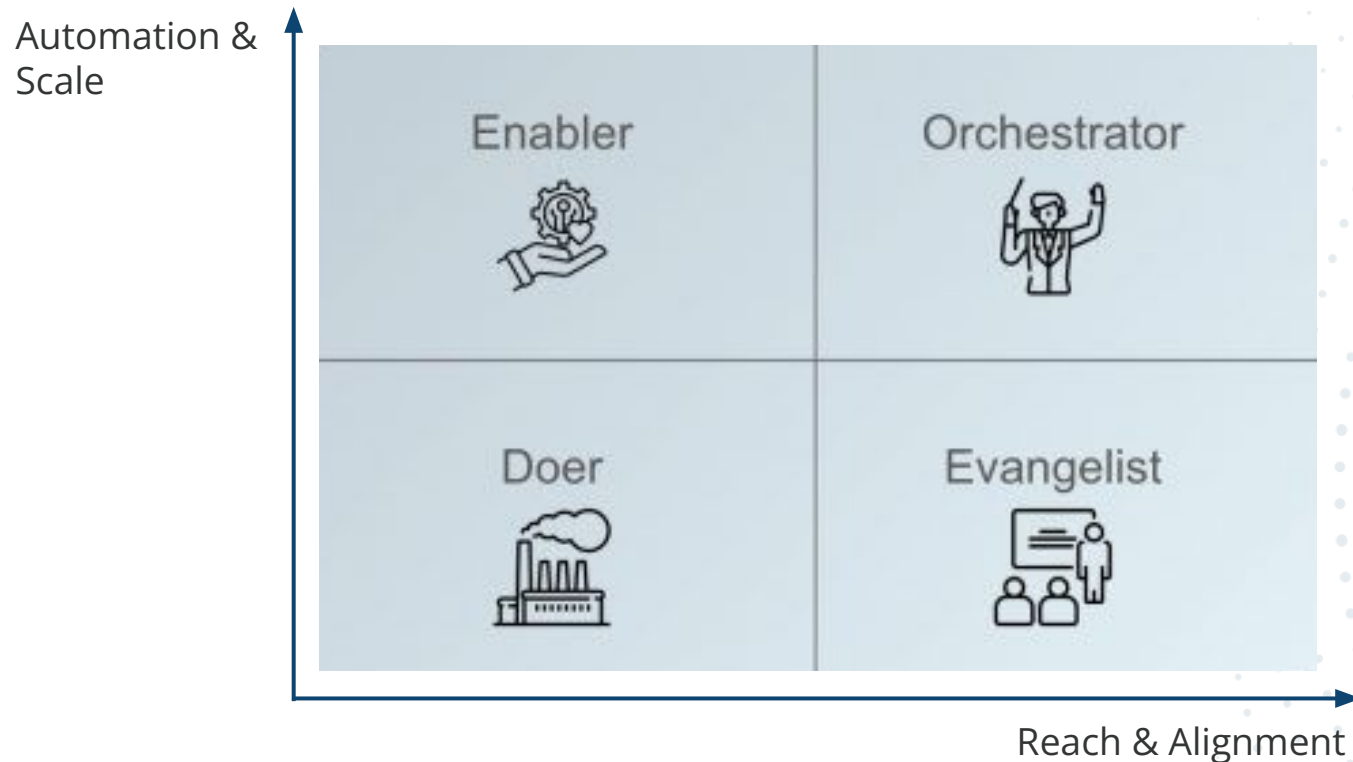 Automation &
Scale
Enabler
Orchestrator
Doer
Evangelist
Reach & Alignment